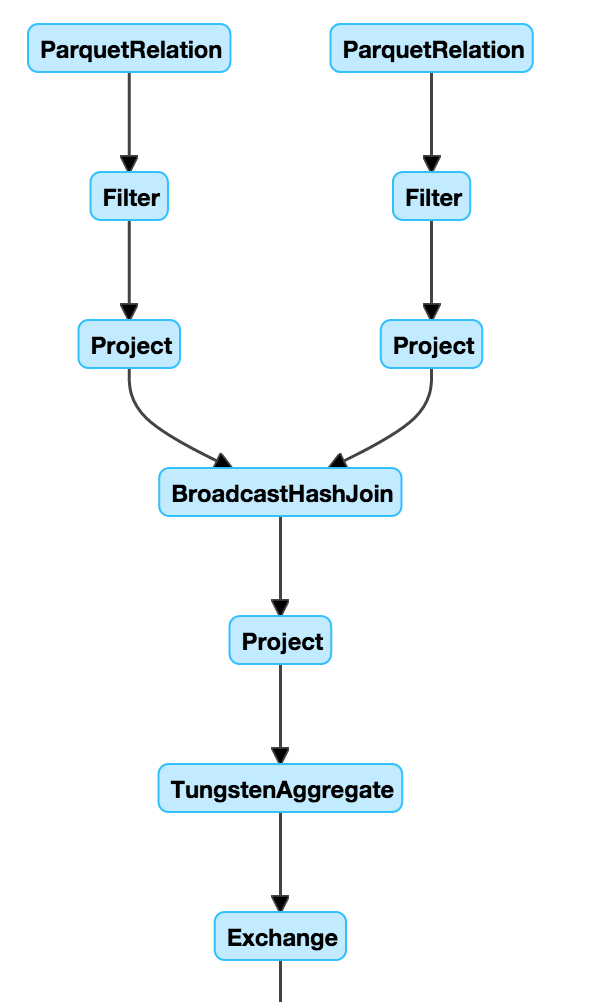 ParquetRelation
ParquetRelation
Filter
Filter
Project
Project
BroadcastHashJoin
Project
TungstenAggregate
Exchange